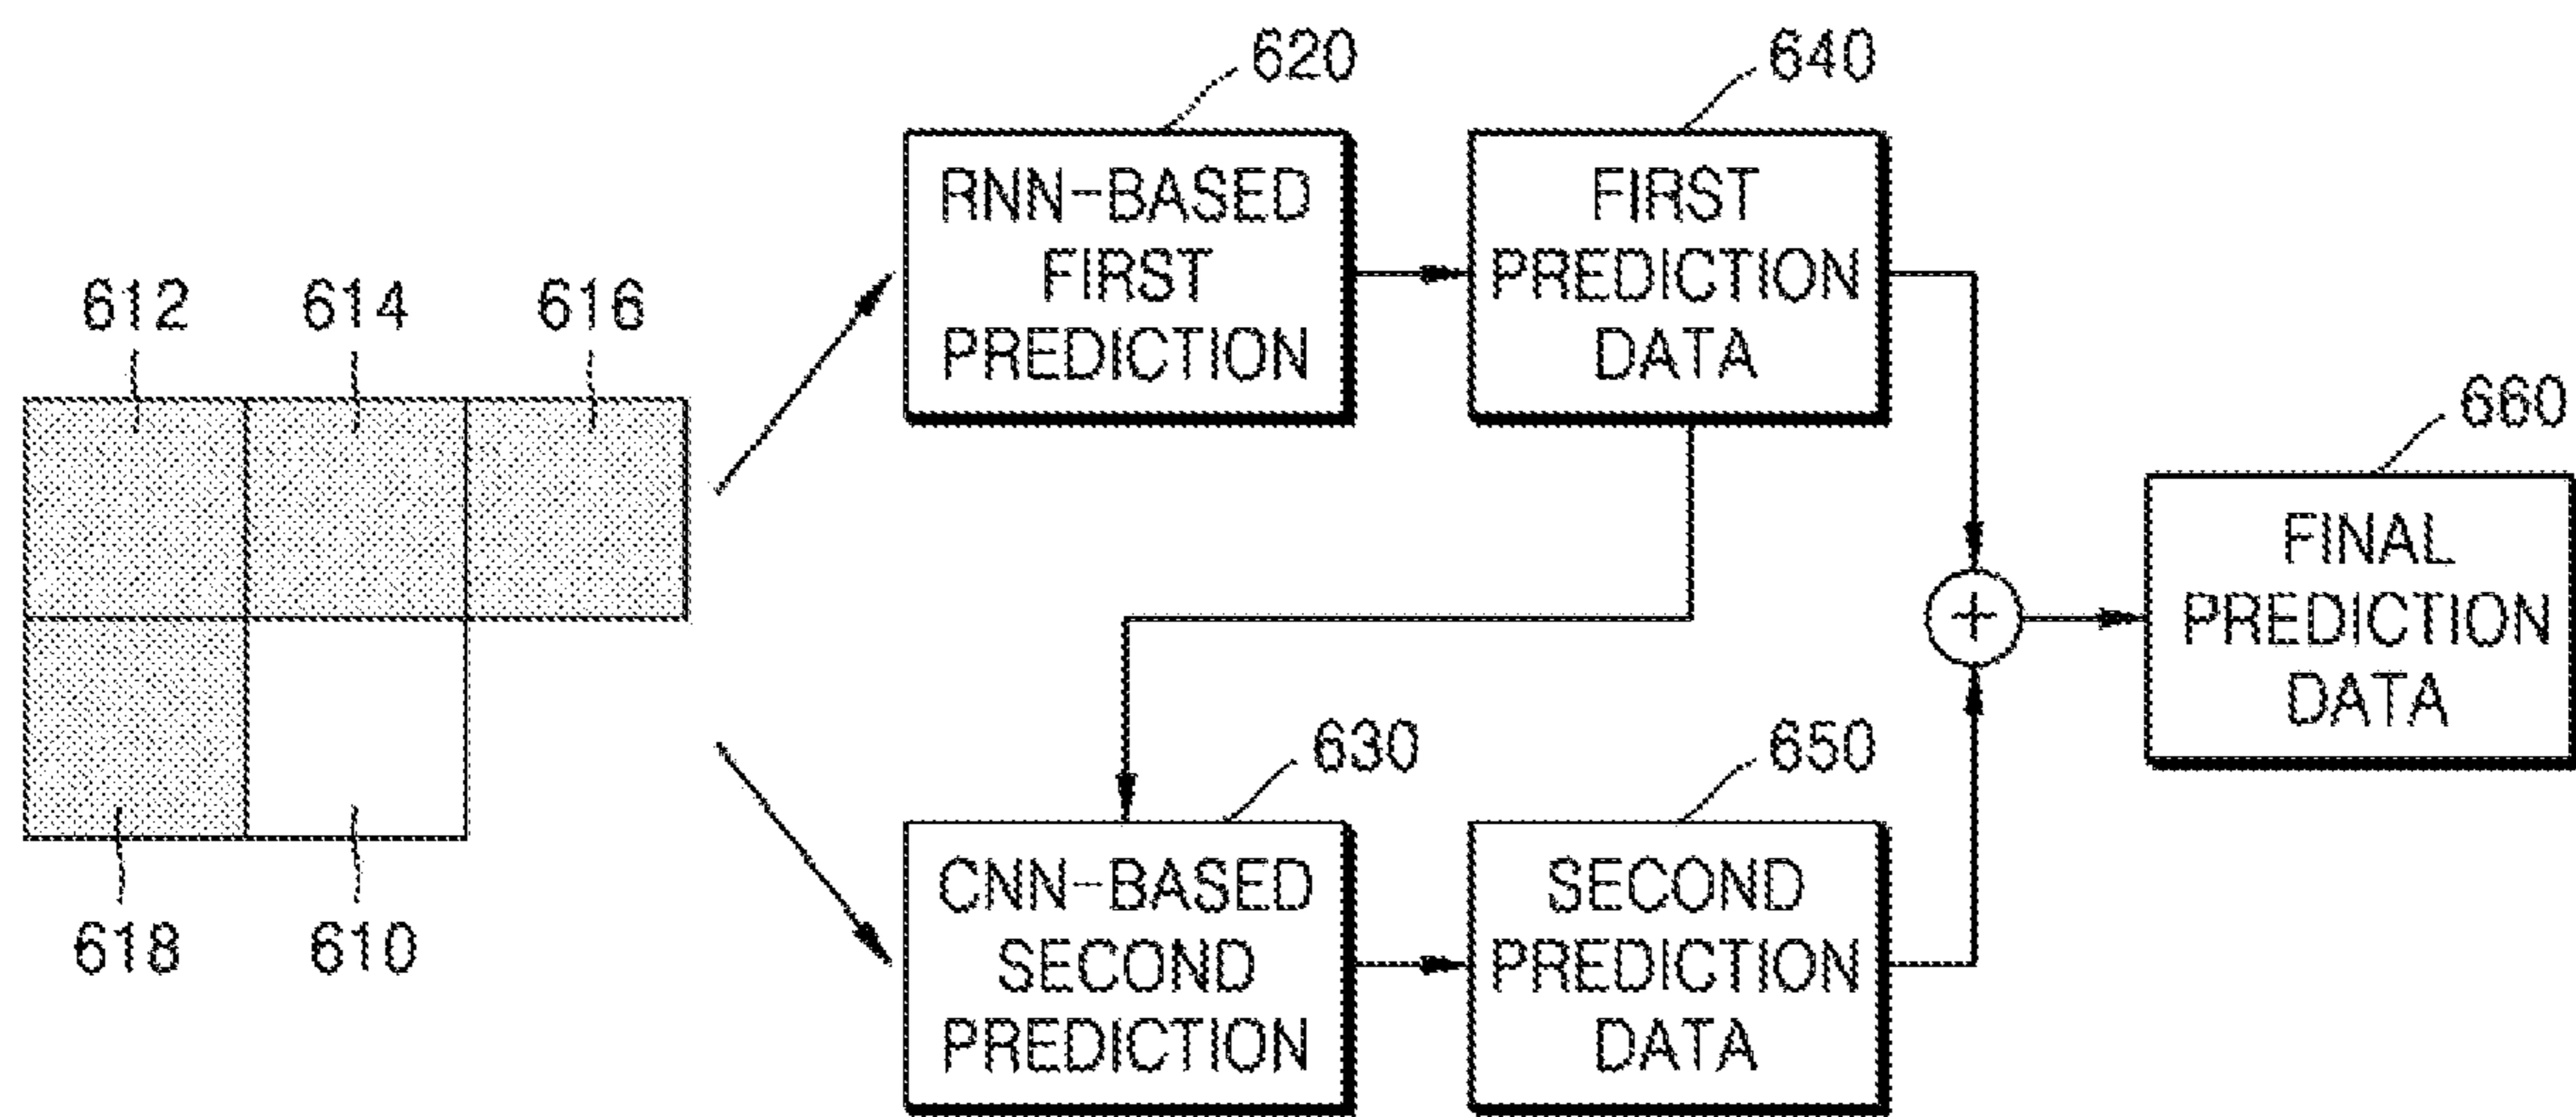 620
640
RNN-BASED
FIRST
PREDICTION
FIRST
PREDICTION
DATA
612
614
616
660
FINAL
PREDICTION
DATA
+
630
650
618
610
CNN-BASED
SECOND
PREDICTION
SECOND
PREDICTION
DATA